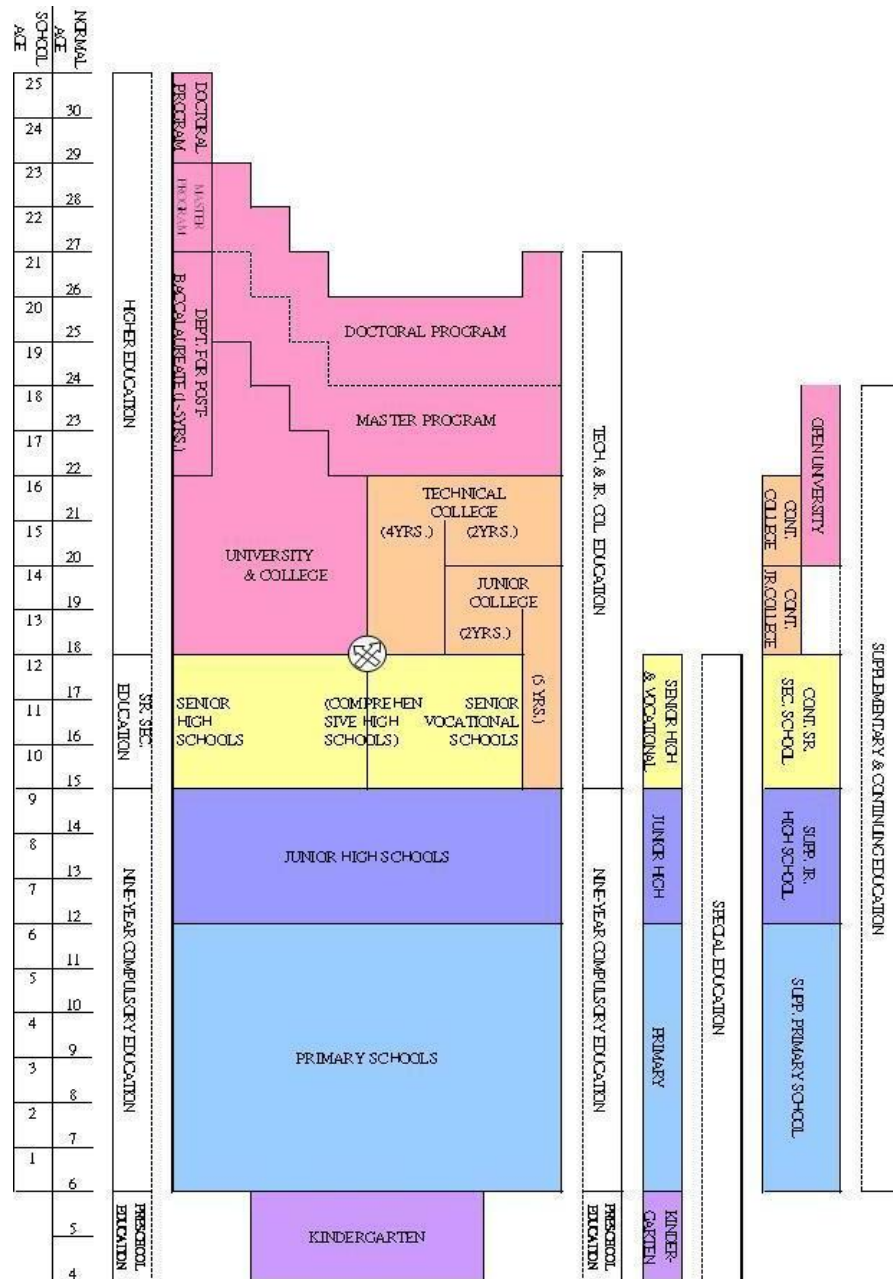 NORMAL
AGE
SCHOOL
AGE
25
24
23
22
21
20
19
18
17
16
15
14
13
12
11
10
9
8
7
6
5
4
3
2
1
30
29
28
27
26
25
24
23
22
21
20
19
18
17
16
15
14
13
12
11
10
9
8
7
6
5
4
HIGHER EDUCATION
SR. SEC.
EDUCATION
NINE-YEAR COMPULSORY EDUCATION
PRESCHOOL
EDUCATION
DOCTORAL
PROGRAM
MASTER
PROGRAM
DEPT. FOR POST-
BACCALAUREATE (1~5YRS.)
DOCTORAL PROGRAM
MASTER PROGRAM
UNIVERSITY
& COLLEGE
TECHNICAL
COLLEGE
(4YRS.) (2YRS.)
JUNIOR
COLLEGE
(2YRS.)
(5 YRS.)
SENIOR
HIGH
SCHOOLS
(COMPREHEN
SIVE HIGH
SCHOOLS)
SENIOR
VOCATIONAL
SCHOOLS
JUNIOR HIGH SCHOOLS
PRIMARY SCHOOLS
KINDERGARTEN
TECH. & JR. COL. EDUCATION
NINE-YEAR COMPULSORY EDUCATION
PRESCHOOL
EDUCATION
SENIOR HIGH
& VOCATIONAL
JUNIOR HIGH
PRIMARY
KINDER-
GARTEN
SPECIAL EDUCATION
OPEN UNIVERSITY
CONT.
COLLEGE
CONT.
JR.COLLEGE
CONT. SR.
SEC. SCHOOL
SUPP. JR.
HIGH SCHOOL
SUPP. PRIMARY SCHOOL
SUPPLEMENTARY & CONTINUING EDUCATION